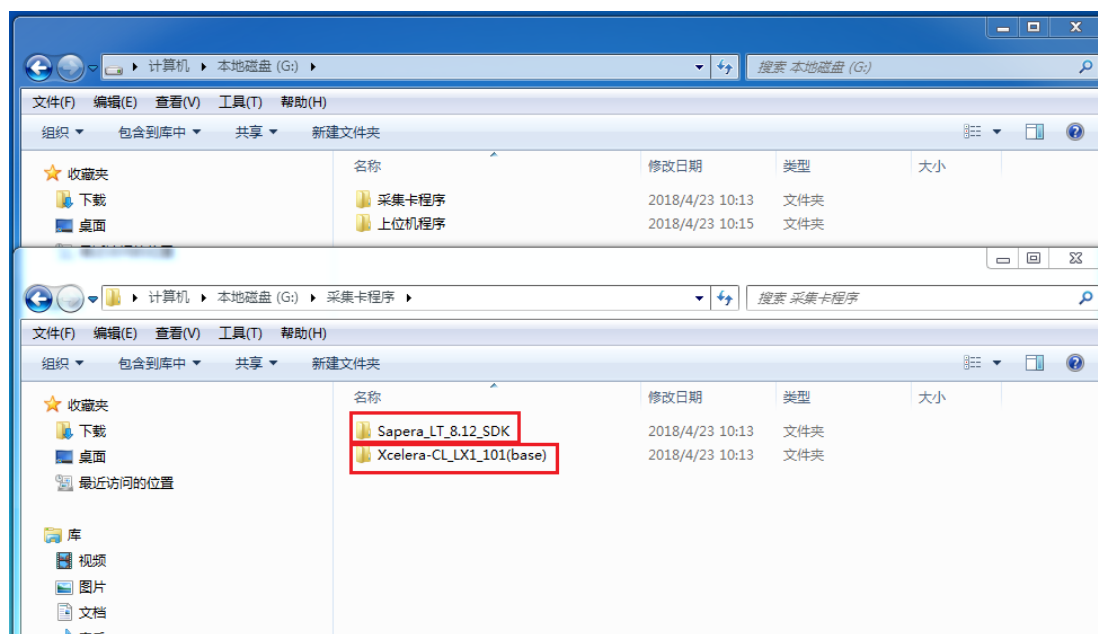 计算机 本地磁盘 (G:) 搜索 本地磁盘 (G:)
文件(F) 编辑(E) 查看(V) 工具(T) 帮助(H)
组织 包含到库中 共享 新建文件夹
收藏夹 名称 修改日期 类型 大小
下载 采集卡程序 2018/4/23 10:13 文件夹
桌面 上位机程序 2018/4/23 10:15 文件夹
计算机 本地磁盘 (G:) 采集卡程序 搜索 采集卡程序
文件(F) 编辑(E) 查看(V) 工具(T) 帮助(H)
组织 包含到库中 共享 新建文件夹
收藏夹 名称 修改日期 类型 大小
下载 Sapera_LT_8.12_SDK 2018/4/23 10:13 文件夹
桌面 Xcelera-CL_LX1_101(base) 2018/4/23 10:13 文件夹
最近访问的位置
库
视频
图片
文档